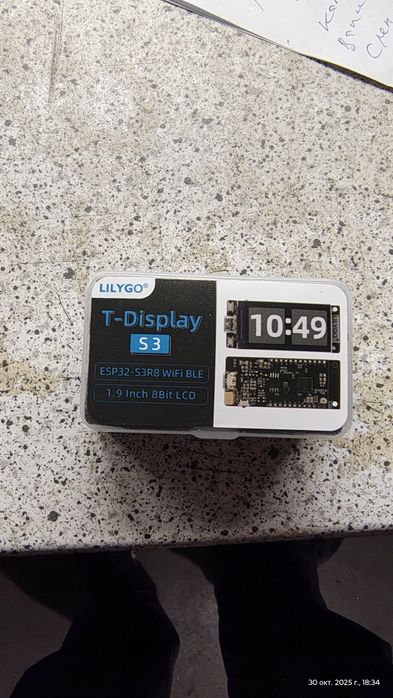 LILYGO®
T-Display
S3
ESP32-S3R8 WiFi BLE
1.9 Inch 8Bit LCD
10:49
30 окт. 2025 г., 18:34